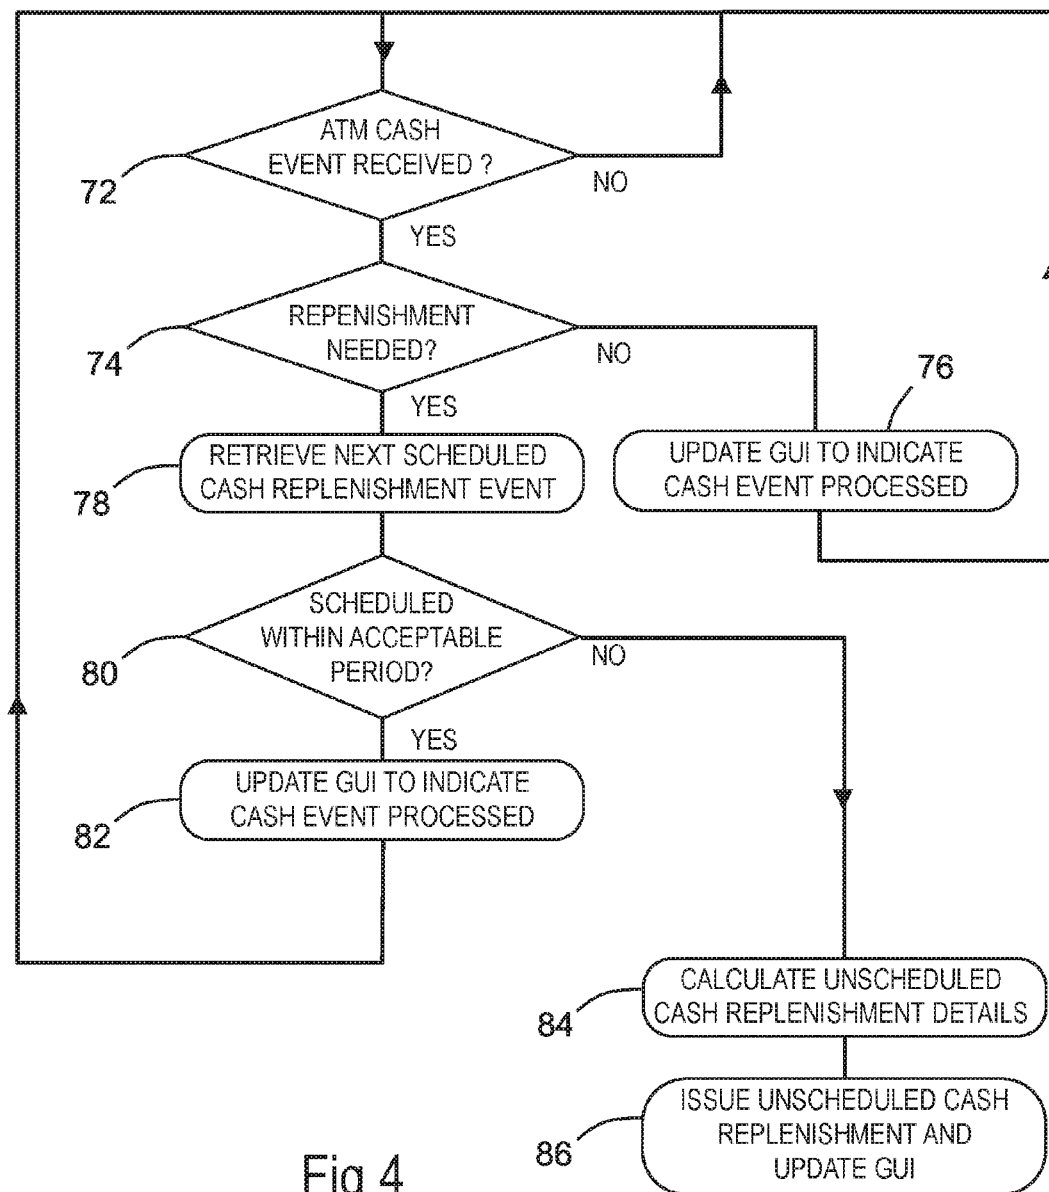 ATM CASH
EVENT RECEIVED ?
72
NO
YES
REPENISHMENT
NEEDED?
74
NO
YES
76
RETRIEVE NEXT SCHEDULED
CASH REPLENISHMENT EVENT
78
UPDATE GUI TO INDICATE
CASH EVENT PROCESSED
SCHEDULED
WITHIN ACCEPTABLE
PERIOD?
80
NO
YES
UPDATE GUI TO INDICATE
CASH EVENT PROCESSED
82
CALCULATE UNSCHEDULED
CASH REPLENISHMENT DETAILS
84
ISSUE UNSCHEDULED CASH
REPLENISHMENT AND
UPDATE GUI
86
Fig 4